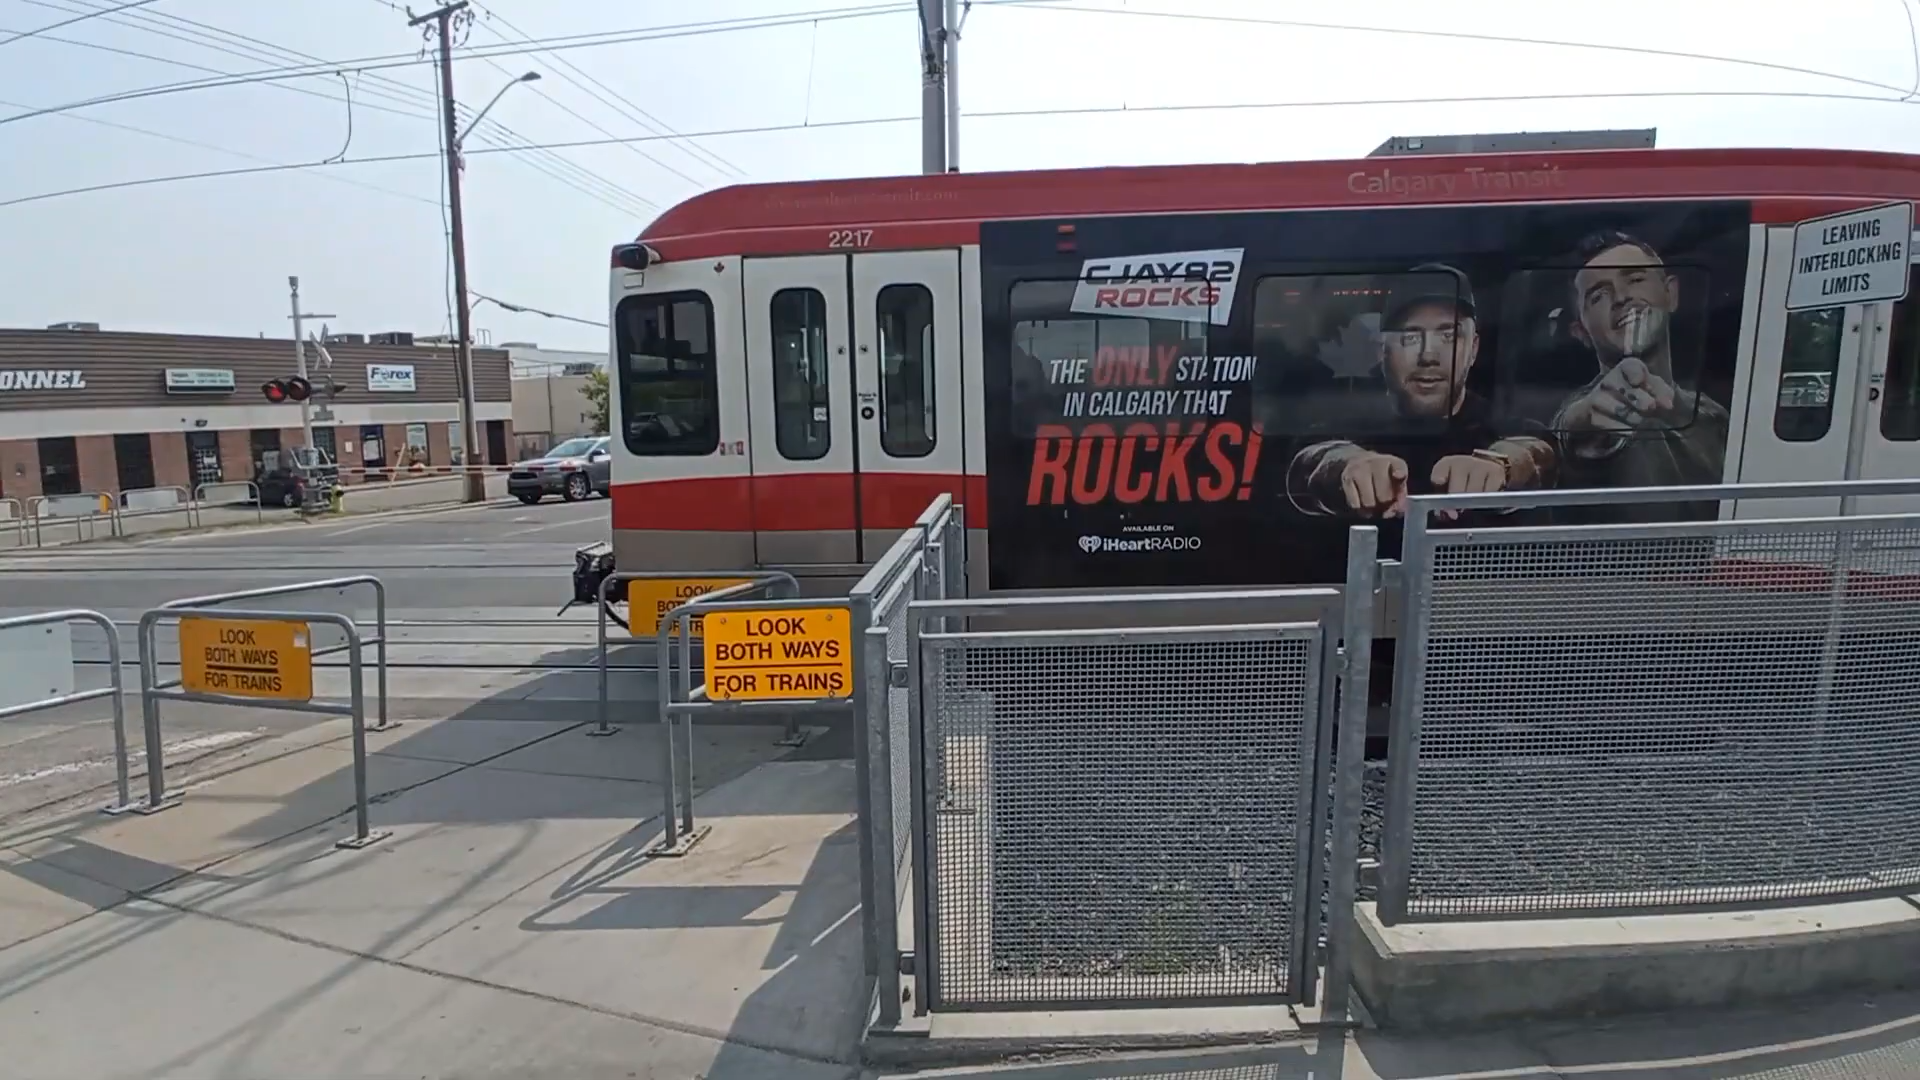 Calgary Transit
2217
LEAVING
INTERLOCKING
LIMITS
CJAY92
ROCKS
THE ONLY STATION
IN CALGARY THAT
ROCKS!
AVAILABLE ON
iHeartRADIO
ONNEL
Forex
LOOK
BOTH WAYS
FOR TRAINS
LOOK
LOOK
BOTH WAYS
FOR TRAINS